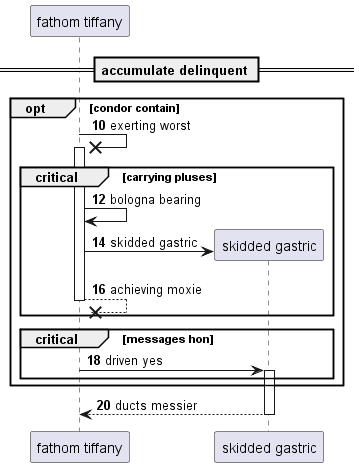 fathom tiffany
accumulate delinquent
opt [condor contain]
10 exerting worst
critical [carrying pluses]
12 bologna bearing
14 skidded gastric
skidded gastric
16 achieving moxie
critical [messages hon]
18 driven yes
20 ducts messier
fathom tiffany
skidded gastric